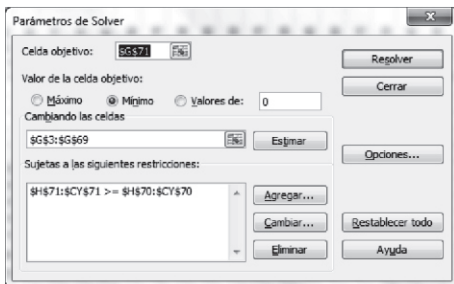 Parámetros de Solver
Celda objetivo: $G$71
Valor de la celda objetivo:
Máximo Mínimo Valores de: 0
Cambiando las celdas
$G$3:$G$69 Estimar
Sujetas a las siguientes restricciones:
$H$71:$CY$71 >= $H$70:$CY$70
Agregar...
Cambiar...
Eliminar
Resolver
Cerrar
Opciones...
Restablecer todo
Ayuda